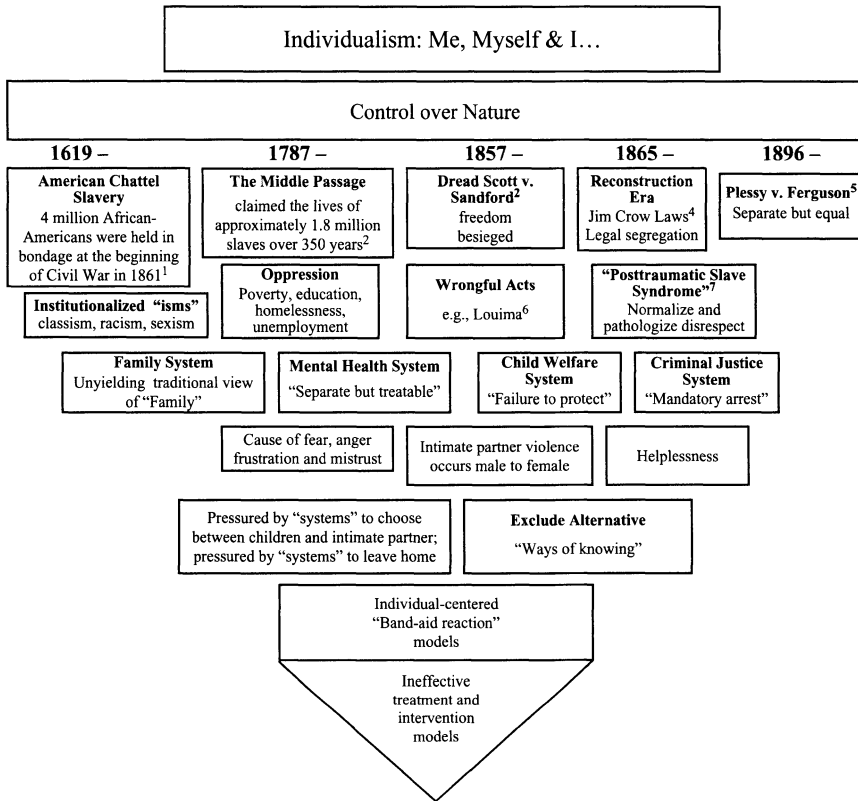 Individualism: Me, Myself & I…
Control over Nature
1619 –
1787 –
1857 –
1865 –
1896 –
American Chattel
Slavery
4 million African-
Americans were held in
bondage at the beginning
of Civil War in 1861¹
The Middle Passage
claimed the lives of
approximately 1.8 million
slaves over 350 years²
Dread Scott v.
Sandford²
freedom
besieged
Reconstruction
Era
Jim Crow Laws⁴
Legal segregation
Plessy v. Ferguson⁵
Separate but equal
Institutionalized “isms”
classism, racism, sexism
Oppression
Poverty, education,
homelessness,
unemployment
Wrongful Acts
e.g., Louima⁶
“Posttraumatic Slave
Syndrome”⁷
Normalize and
pathologize disrespect
Family System
Unyielding traditional view
of “Family”
Mental Health System
“Separate but treatable”
Child Welfare
System
“Failure to protect”
Criminal Justice
System
“Mandatory arrest”
Cause of fear, anger
frustration and mistrust
Intimate partner violence
occurs male to female
Helplessness
Pressured by “systems” to choose
between children and intimate partner;
pressured by “systems” to leave home
Exclude Alternative
“Ways of knowing”
Individual-centered
“Band-aid reaction”
models
Ineffective
treatment and
intervention
models